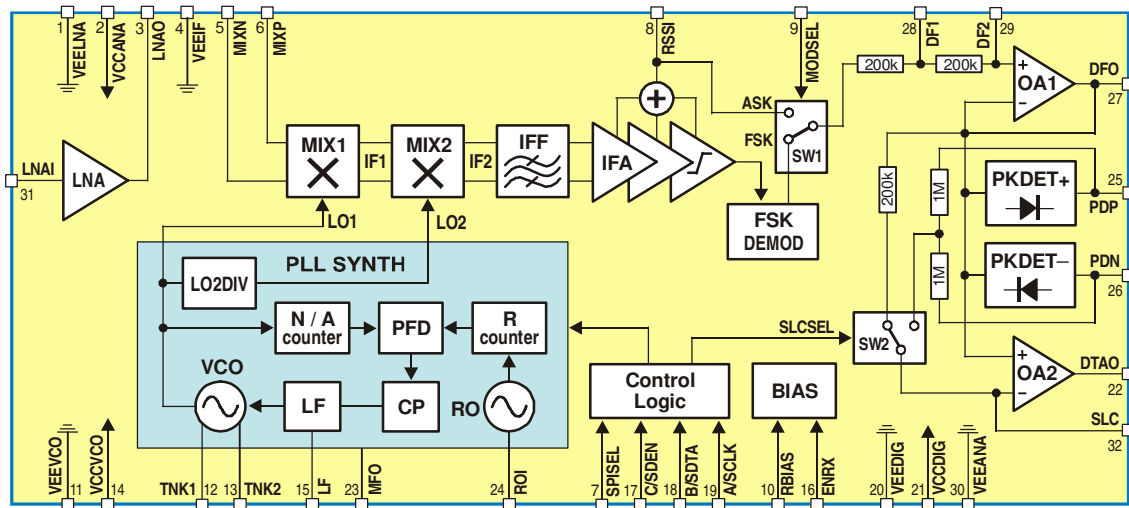 1 2 3 4 5 6 8 9 28 29
VEELNA VCCANA LNAO VEEIF MIXN MIXP RSSI MODSEL DF1 DF2
200k 200k
+ OA1 DFO
− 27
ASK
FSK
SW1
+
MIX1 MIX2 IFF
IF1 IF2 IFA
LNAI LNA
31
LO1 LO2
FSK
DEMOD
200k 1M 1M
PKDET+ 25
PDP
PKDET− PDN
26
PLL SYNTH
LO2DIV
N / A
counter
PFD
R
counter
SLCSEL
SW2
VCO
LF CP RO
Control
Logic
BIAS
+ OA2 DTAO
− 22
SLC
32
VEEVCO VCCVCO TNK1 TNK2 LF MFO ROI SPISEL C/SDEN B/SDTA A/SCLK RBIAS ENRX VEEDIG VCCDIG VEEANA
11 14 12 13 15 23 24 7 17 18 19 10 16 20 21 30